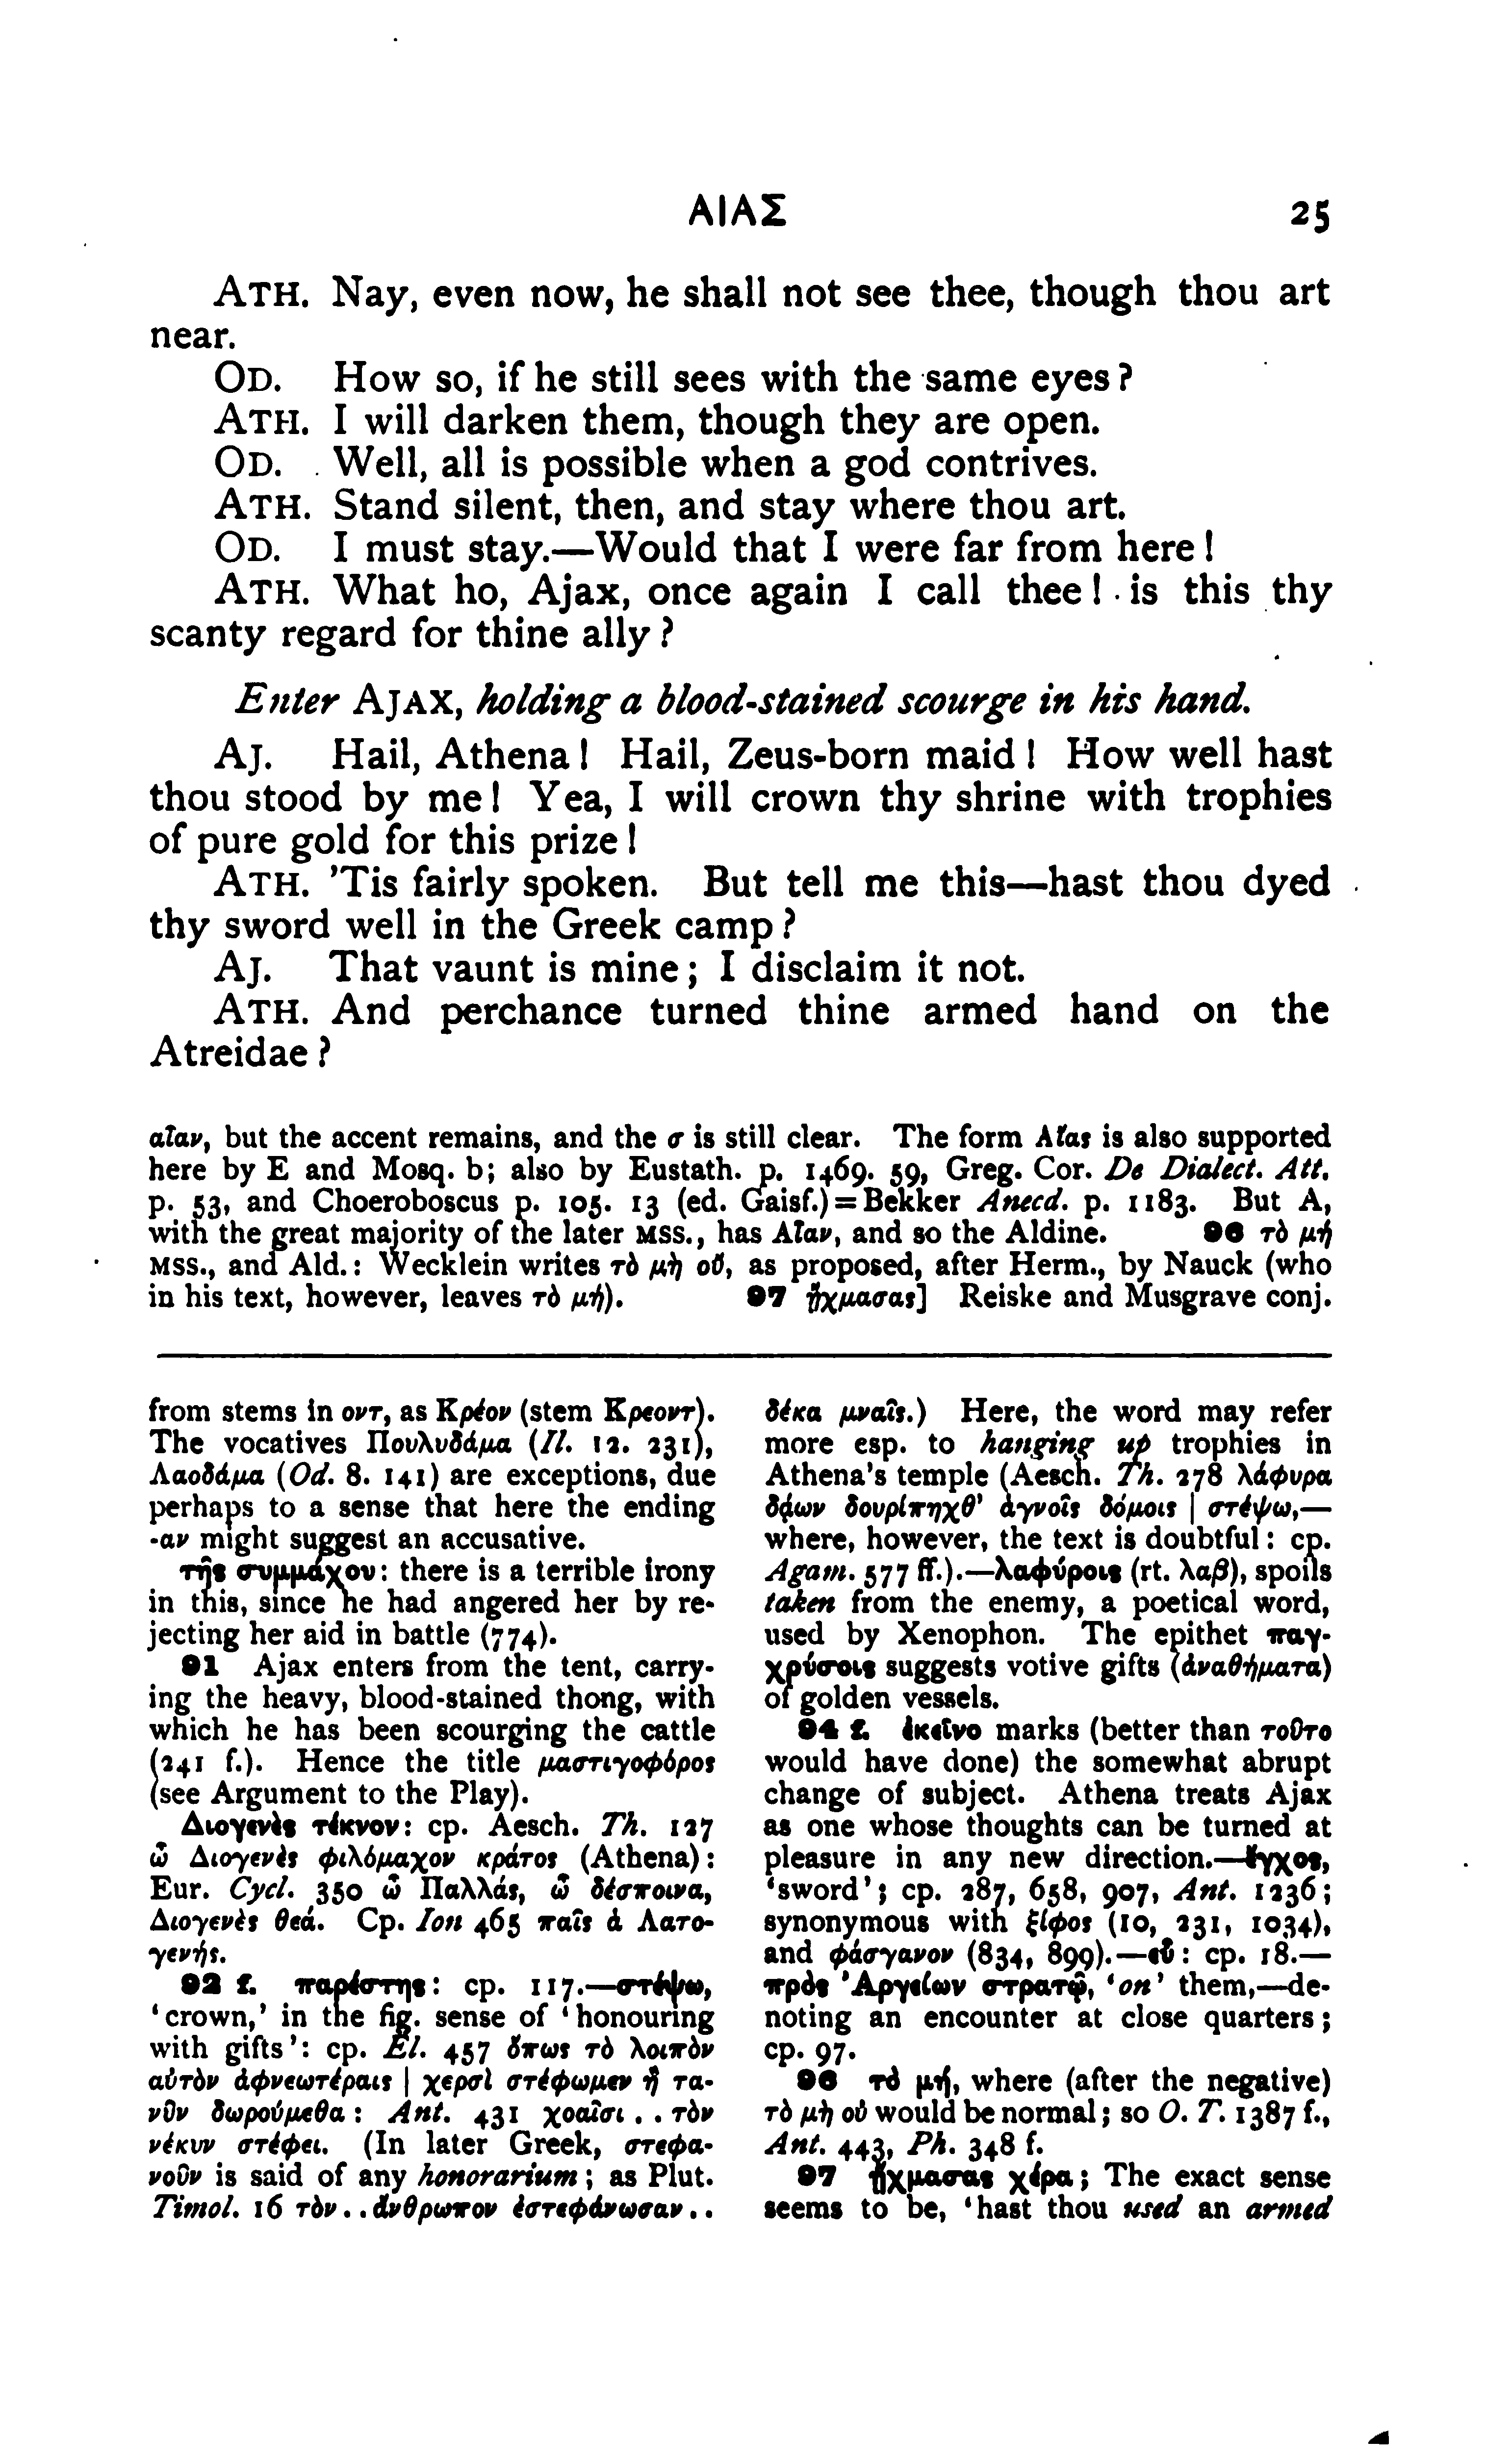 ΑΙΑΣ 25
ATH. Nay, even now, he shall not see thee, though thou art
near.
OD. How so, if he still sees with the same eyes?
ATH. I will darken them, though they are open.
OD. Well, all is possible when a god contrives.
ATH. Stand silent, then, and stay where thou art.
OD. I must stay.—Would that I were far from here!
ATH. What ho, Ajax, once again I call thee! is this thy
scanty regard for thine ally?
Enter AJAX, holding a blood-stained scourge in his hand.
AJ. Hail, Athena! Hail, Zeus-born maid! How well hast
thou stood by me! Yea, I will crown thy shrine with trophies
of pure gold for this prize!
ATH. 'Tis fairly spoken. But tell me this—hast thou dyed
thy sword well in the Greek camp?
AJ. That vaunt is mine; I disclaim it not.
ATH. And perchance turned thine armed hand on the
Atreidae?
αἶαν, but the accent remains, and the σ is still clear. The form Αἴας is also supported
here by E and Mosq. b; also by Eustath. p. 1469. 59, Greg. Cor. De Dialect. Att.
p. 53, and Choeroboscus p. 105. 13 (ed. Gaisf.)=Bekker Anecd. p. 1183. But A,
with the great majority of the later MSS., has Αἶαν, and so the Aldine. 96 τὸ μή
MSS., and Ald.: Wecklein writes τὸ μὴ οὔ, as proposed, after Herm., by Nauck (who
in his text, however, leaves τὸ μή). 97 ᾔχμασας] Reiske and Musgrave conj.
from stems in οντ, as Κρέον (stem Κρεοντ).
The vocatives Πουλυδάμα (Il. 12. 231),
Λαοδάμα (Od. 8. 141) are exceptions, due
perhaps to a sense that here the ending
-αν might suggest an accusative.
τῆς συμμάχου: there is a terrible irony
in this, since he had angered her by re-
jecting her aid in battle (774).
91 Ajax enters from the tent, carry-
ing the heavy, blood-stained thong, with
which he has been scourging the cattle
(241 f.). Hence the title μαστιγοφόρος
(see Argument to the Play).
Διογενὲς τέκνον: cp. Aesch. Th. 127
ὦ Διογενὲς φιλόμαχον κράτος (Athena):
Eur. Cycl. 350 ὦ Παλλάς, ὦ δέσποινα,
Διογενὲς θεά. Cp. Ion 465 παῖς ἁ Λατο-
γενής.
92 f. παρέστης: cp. 117.—στέψω,
'crown,' in the fig. sense of 'honouring
with gifts': cp. El. 457 ὅπως τὸ λοιπὸν
αὐτὸν ἀφνεωτέραις | χερσὶ στέφωμεν ἢ τα-
νῦν δωρούμεθα: Ant. 431 χοαῖσι . . τὸν
νέκυν στέφει. (In later Greek, στεφα-
νοῦν is said of any honorarium; as Plut.
Timol. 16 τὸν . . ἄνθρωπον ἐστεφάνωσαν . .
δέκα μναῖς.) Here, the word may refer
more esp. to hanging up trophies in
Athena's temple (Aesch. Th. 278 λάφυρα
δᾴων δουρίπηχθ' ἁγνοῖς δόμοις | στέψω,—
where, however, the text is doubtful: cp.
Agam. 577 ff.).—λαφύροις (rt. λαβ), spoils
taken from the enemy, a poetical word,
used by Xenophon. The epithet παγ-
χρύσοις suggests votive gifts (ἀναθήματα)
of golden vessels.
94 f. ἐκεῖνο marks (better than τοῦτο
would have done) the somewhat abrupt
change of subject. Athena treats Ajax
as one whose thoughts can be turned at
pleasure in any new direction.—ἔγχος,
'sword'; cp. 287, 658, 907, Ant. 1236;
synonymous with ξίφος (10, 231, 1034),
and φάσγανον (834, 899).—εὖ: cp. 18.—
πρὸς Ἀργείων στρατῷ, 'on' them,—de-
noting an encounter at close quarters;
cp. 97.
96 τὸ μή, where (after the negative)
τὸ μὴ οὐ would be normal; so O. T. 1387 f.,
Ant. 443, Ph. 348 f.
97 ᾔχμασας χέρα; The exact sense
seems to be, 'hast thou used an armed